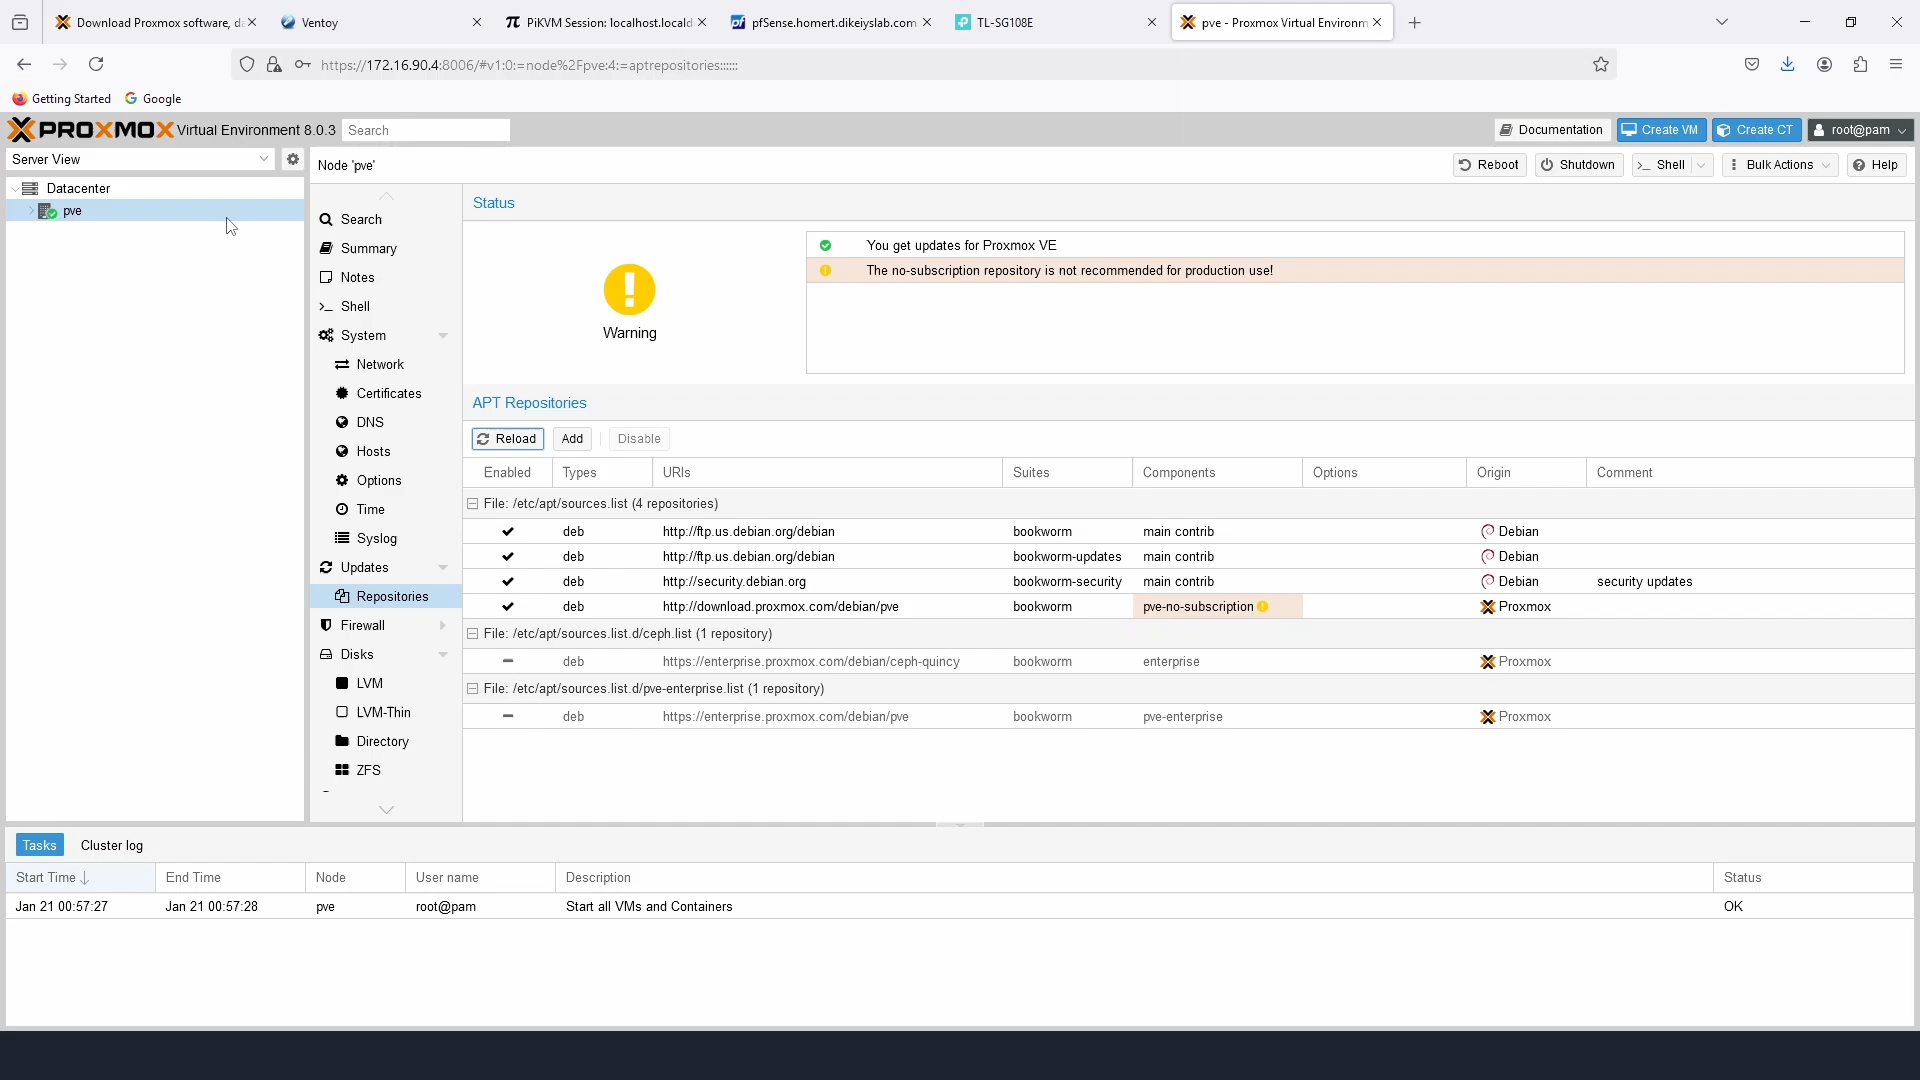 Download Proxmox software, da
Ventoy
PiKVM Session: localhost.locald
pfSense.homert.dikeiyslab.com
TL-SG108E
pve - Proxmox Virtual Environm
https://172.16.90.4:8006/#v1:0:=node%2Fpve:4:=aptrepositories::::::
Getting Started
Google
PROXMOX Virtual Environment 8.0.3
Search
Documentation
Create VM
Create CT
root@pam
Server View
Node 'pve'
Reboot
Shutdown
Shell
Bulk Actions
Help
Datacenter
pve
Search
Summary
Notes
Shell
System
Network
Certificates
DNS
Hosts
Options
Time
Syslog
Updates
Repositories
Firewall
Disks
LVM
LVM-Thin
Directory
ZFS
Status
Warning
You get updates for Proxmox VE
The no-subscription repository is not recommended for production use!
APT Repositories
Reload
Add
Disable
Enabled Types URIs Suites Components Options Origin Comment
File: /etc/apt/sources.list (4 repositories)
deb http://ftp.us.debian.org/debian bookworm main contrib Debian
deb http://ftp.us.debian.org/debian bookworm-updates main contrib Debian
deb http://security.debian.org bookworm-security main contrib Debian security updates
deb http://download.proxmox.com/debian/pve bookworm pve-no-subscription Proxmox
File: /etc/apt/sources.list.d/ceph.list (1 repository)
deb https://enterprise.proxmox.com/debian/ceph-quincy bookworm enterprise Proxmox
File: /etc/apt/sources.list.d/pve-enterprise.list (1 repository)
deb https://enterprise.proxmox.com/debian/pve bookworm pve-enterprise Proxmox
Tasks
Cluster log
Start Time End Time Node User name Description Status
Jan 21 00:57:27 Jan 21 00:57:28 pve root@pam Start all VMs and Containers OK